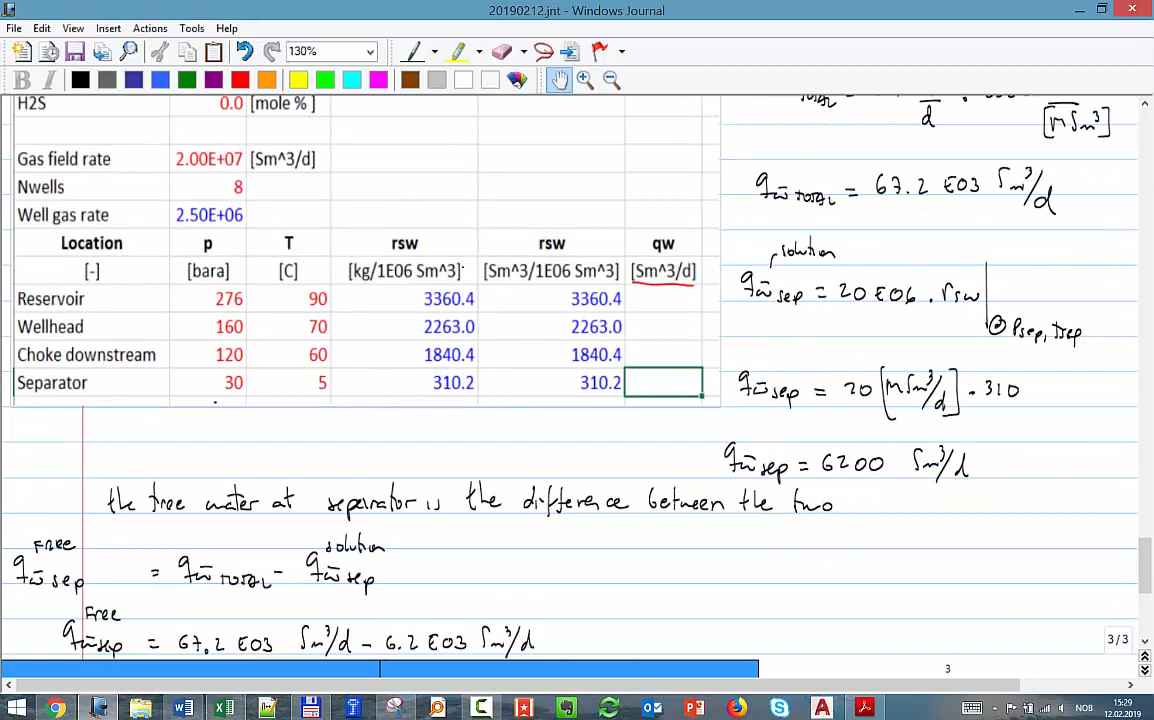 20190212.jnt - Windows Journal
File Edit View Insert Actions Tools Help
130%
H2S 0.0 [mole % ]
Gas field rate 2.00E+07 [Sm^3/d]
Nwells 8
Well gas rate 2.50E+06
Location p T rsw rsw qw
[-] [bara] [C] [kg/1E06 Sm^3] [Sm^3/1E06 Sm^3] [Sm^3/d]
Reservoir 276 90 3360.4 3360.4
Wellhead 160 70 2263.0 2263.0
Choke downstream 120 60 1840.4 1840.4
Separator 30 5 310.2 310.2
d [MSm³]
qw̄ TOTAL = 67.2 E03 Sm³/d
solution
qw̄ sep = 20 E06 . rsw
@ Psep, Tsep
qw̄ sep = 20 [MSm³/d] . 310
qw̄ sep = 6200 Sm³/d
the free water at separator is the difference between the two
Free solution
qw̄ sep = qw̄ TOTAL - qw̄ sep
Free
qw̄ sep = 67.2 E03 Sm³/d - 6.2 E03 Sm³/d
3/3
3
NOB
15:29
12.02.2019